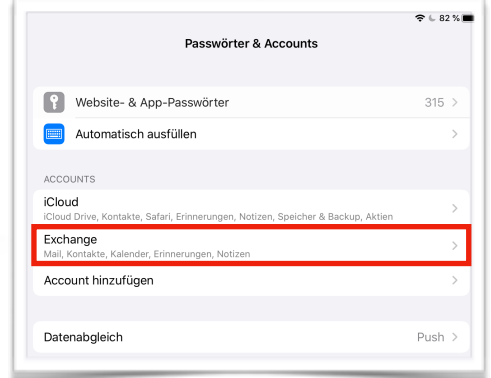 82 %
Passwörter & Accounts
Website- & App-Passwörter 315
Automatisch ausfüllen
ACCOUNTS
iCloud
iCloud Drive, Kontakte, Safari, Erinnerungen, Notizen, Speicher & Backup, Aktien
Exchange
Mail, Kontakte, Kalender, Erinnerungen, Notizen
Account hinzufügen
Datenabgleich Push